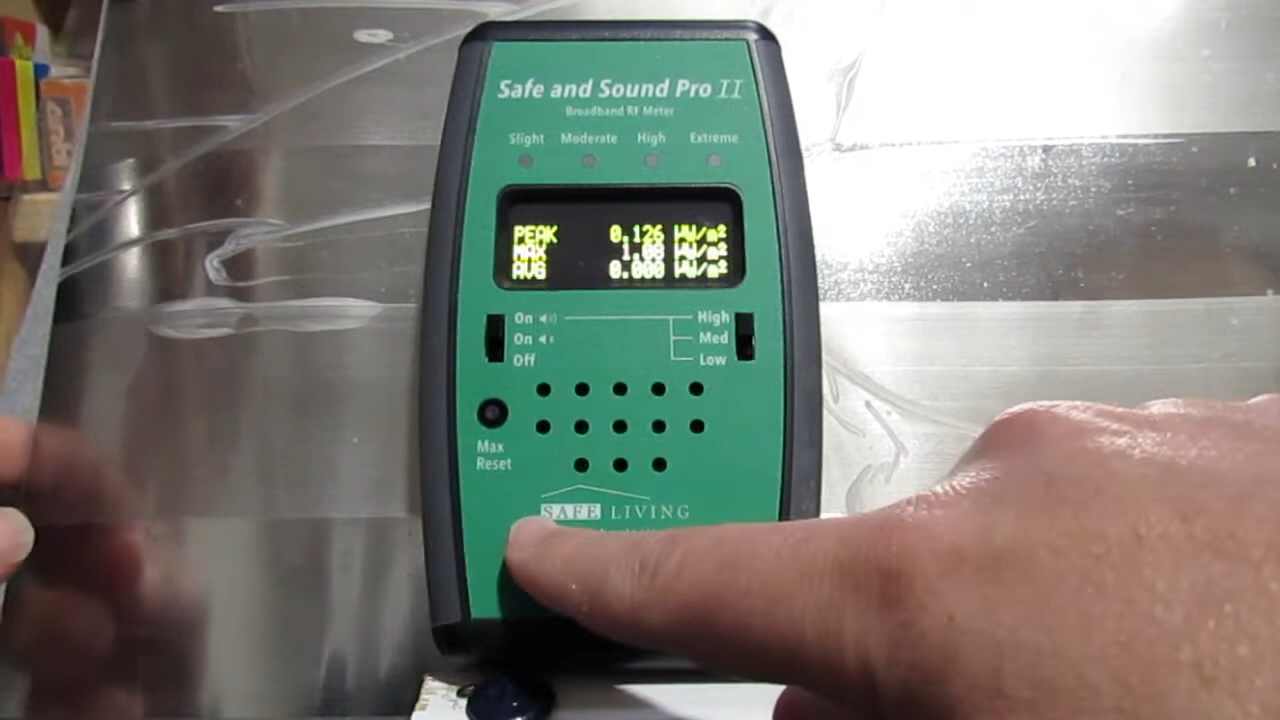 Safe and Sound Pro II
Broadband RF Meter
Slight Moderate High Extreme
PEAK 0.126 µW/m²
MAX 1.08 µW/m²
AVG 0.000 µW/m²
On High
On Med
Off Low
Max
Reset
SAFE LIVING